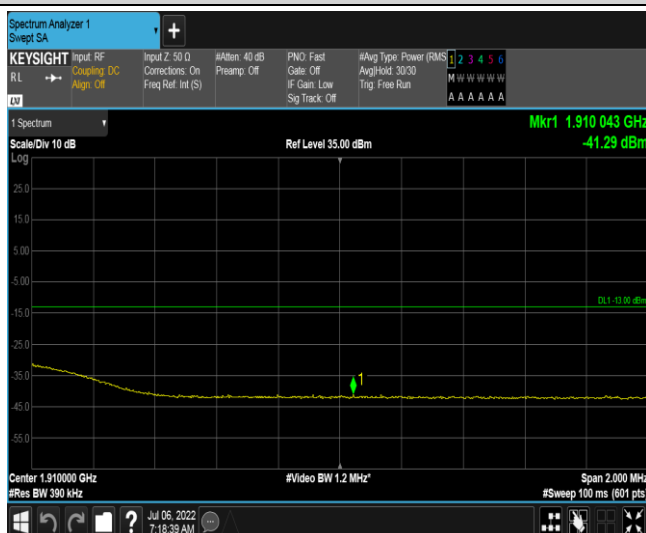 Spectrum Analyzer 1
Swept SA
+
KEYSIGHT Input: RF Input Z: 50 Ω #Atten: 40 dB PNO: Fast #Avg Type: Power (RMS 1 2 3 4 5 6
RL Coupling: DC Corrections: On Preamp: Off Gate: Off Avg|Hold: 30/30 M W W W W W
Align: Off Freq Ref: Int (S) IF Gain: Low Trig: Free Run
LXI Sig Track: Off A A A A A A
1 Spectrum Mkr1 1.910 043 GHz
Scale/Div 10 dB Ref Level 35.00 dBm -41.29 dBm
Log
25.0
15.0
5.00
-5.00
DL1 -13.00 dBm
-15.0
-25.0
-35.0
1
-45.0
-55.0
Center 1.910000 GHz #Video BW 1.2 MHz* Span 2.000 MHz
#Res BW 390 kHz #Sweep 100 ms (601 pts)
? Jul 06, 2022
7:18:39 AM